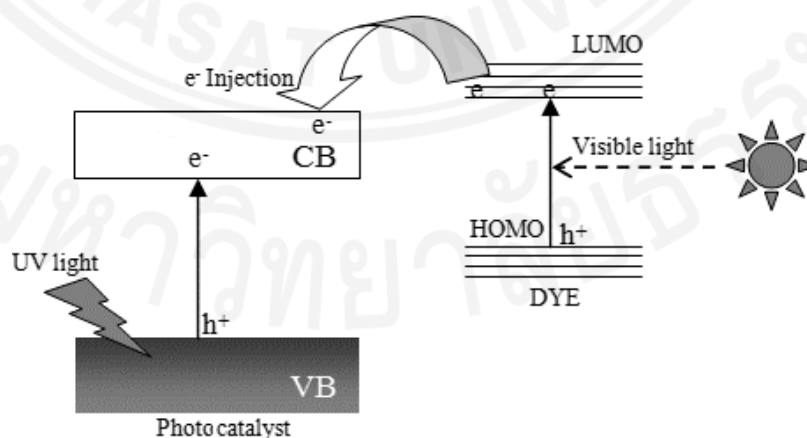 LUMO
e⁻ Injection
e e
e⁻
e⁻ CB
Visible light
HOMO h⁺
UV light
DYE
h⁺
VB
Photo catalyst